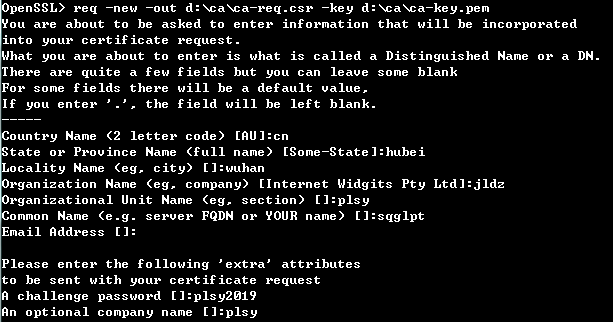 OpenSSL> req -new -out d:\ca\ca-req.csr -key d:\ca\ca-key.pem
You are about to be asked to enter information that will be incorporated
into your certificate request.
What you are about to enter is what is called a Distinguished Name or a DN.
There are quite a few fields but you can leave some blank
For some fields there will be a default value,
If you enter '.', the field will be left blank.
-----
Country Name (2 letter code) [AU]:cn
State or Province Name (full name) [Some-State]:hubei
Locality Name (eg, city) []:wuhan
Organization Name (eg, company) [Internet Widgits Pty Ltd]:jldz
Organizational Unit Name (eg, section) []:plsy
Common Name (e.g. server FQDN or YOUR name) []:sqglpt
Email Address []:
Please enter the following 'extra' attributes
to be sent with your certificate request
A challenge password []:plsy2019
An optional company name []:plsy